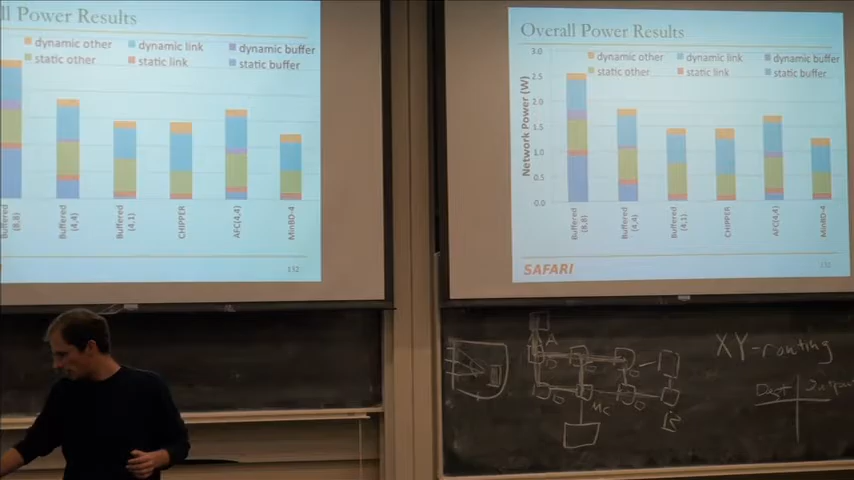 ll Power Results
dynamic other dynamic link dynamic buffer
static other static link static buffer
Buffered (8,8)
Buffered (4,4)
Buffered (4,1)
CHIPPER
AFC(4,4)
MinBD-4
132
Overall Power Results
dynamic other dynamic link dynamic buffer
static other static link static buffer
Network Power (W)
3.0
2.5
2.0
1.5
1.0
0.5
0.0
Buffered (8,8)
Buffered (4,4)
Buffered (4,1)
CHIPPER
AFC(4,4)
MinBD-4
SAFARI
132
A
XY-routing
B